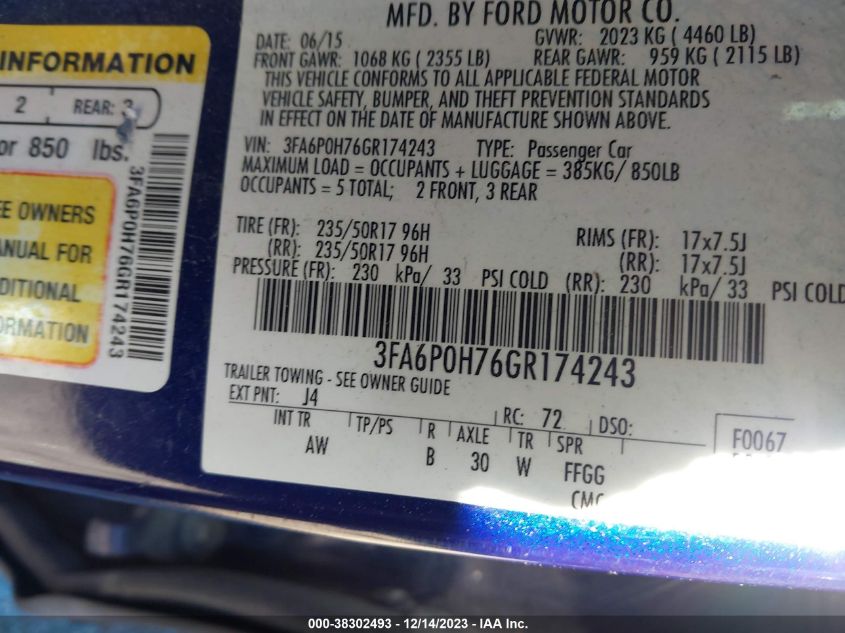 INFORMATION
2 REAR: 3
or 850 lbs.
EE OWNERS
ANUAL FOR
DITIONAL
ORMATION
3FA6P0H76GR174243
MFD. BY FORD MOTOR CO.
DATE: 06/15 GVWR: 2023 KG ( 4460 LB)
FRONT GAWR: 1068 KG ( 2355 LB) REAR GAWR: 959 KG ( 2115 LB)
THIS VEHICLE CONFORMS TO ALL APPLICABLE FEDERAL MOTOR
VEHICLE SAFETY, BUMPER, AND THEFT PREVENTION STANDARDS
IN EFFECT ON THE DATE OF MANUFACTURE SHOWN ABOVE.
VIN: 3FA6P0H76GR174243 TYPE: Passenger Car
MAXIMUM LOAD = OCCUPANTS + LUGGAGE = 385KG/ 850LB
OCCUPANTS = 5 TOTAL; 2 FRONT, 3 REAR
TIRE (FR): 235/50R17 96H RIMS (FR): 17x7.5J
(RR): 235/50R17 96H (RR): 17x7.5J
PRESSURE (FR): 230 kPa/ 33 PSI COLD (RR): 230 kPa/ 33 PSI COLD
3FA6P0H76GR174243
TRAILER TOWING - SEE OWNER GUIDE
EXT PNT: J4 RC: 72 DSO:
INT TR TP/PS R AXLE TR SPR F0067
AW B 30 W FFGG
CMC
000-38302493 - 12/14/2023 - IAA Inc.